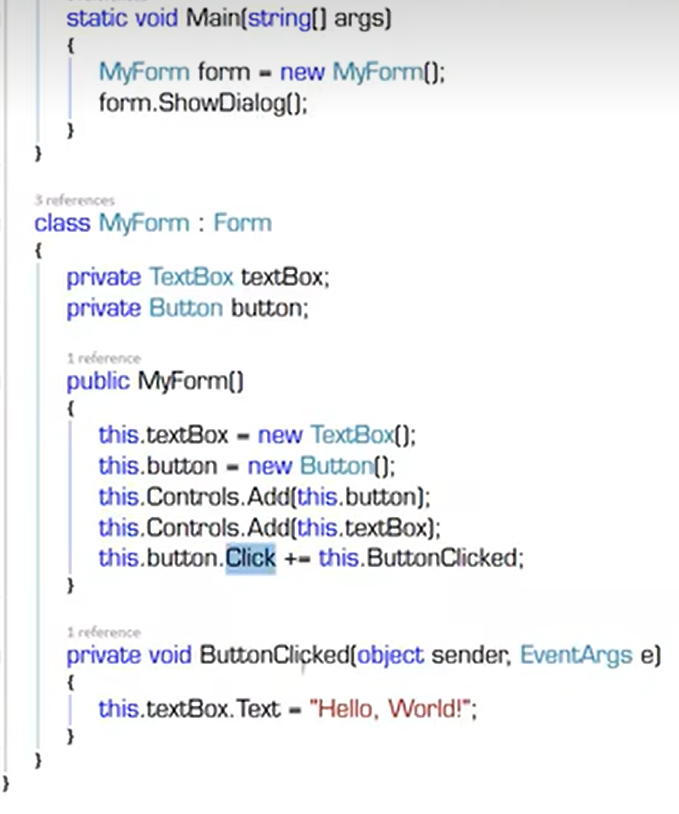 static void Main(string[] args)
{
MyForm form = new MyForm();
form.ShowDialog();
}
}
3 references
class MyForm : Form
{
private TextBox textBox;
private Button button;
1 reference
public MyForm()
{
this.textBox = new TextBox();
this.button = new Button();
this.Controls.Add(this.button);
this.Controls.Add(this.textBox);
this.button.Click += this.ButtonClicked;
}
1 reference
private void ButtonClicked(object sender, EventArgs e)
{
this.textBox.Text = "Hello, World!";
}
}
}